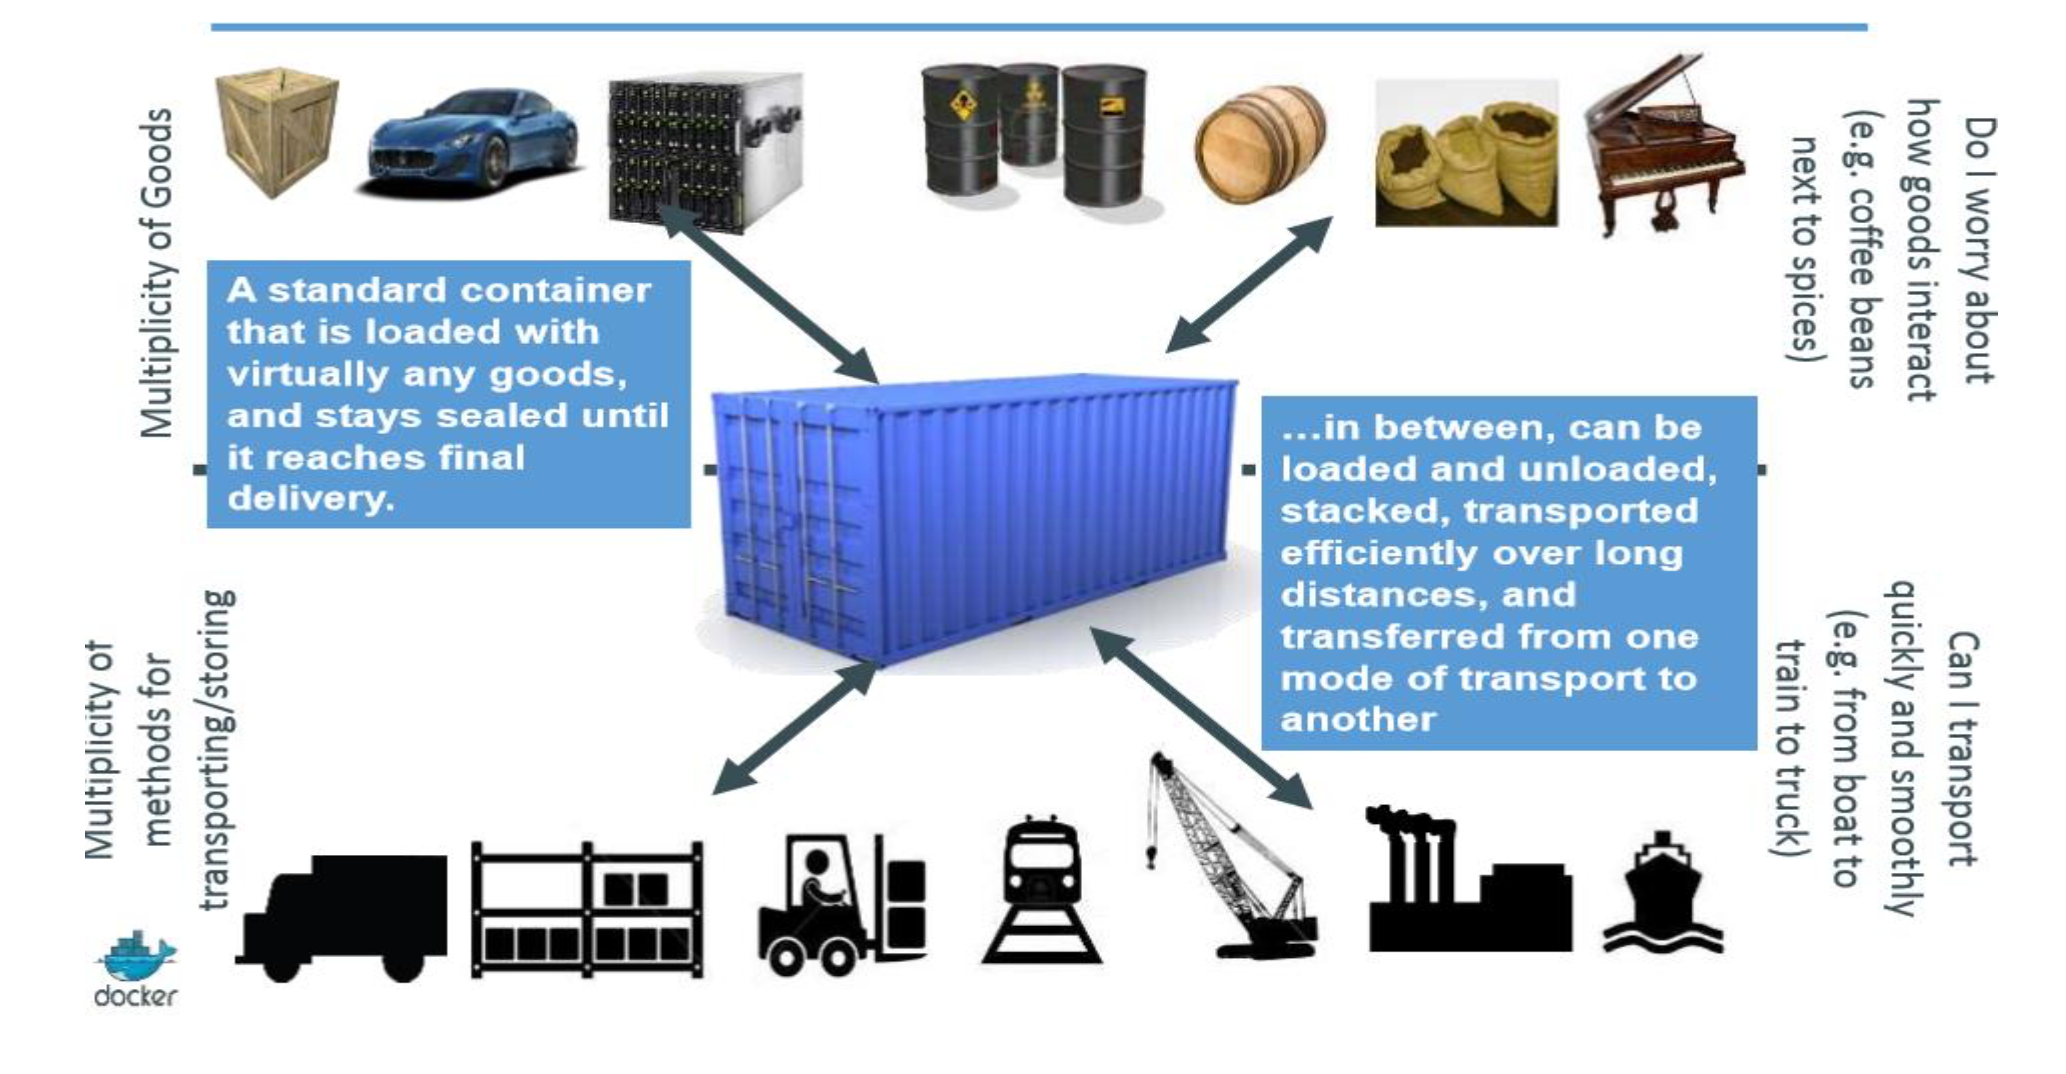 Multiplicity of Goods
Do I worry about
how goods interact
(e.g. coffee beans
next to spices)
A standard container
that is loaded with
virtually any goods,
and stays sealed until
it reaches final
delivery.
...in between, can be
loaded and unloaded,
stacked, transported
efficiently over long
distances, and
transferred from one
mode of transport to
another
Multiplicity of
methods for
transporting/storing
Can I transport
quickly and smoothly
(e.g. from boat to
train to truck)
docker